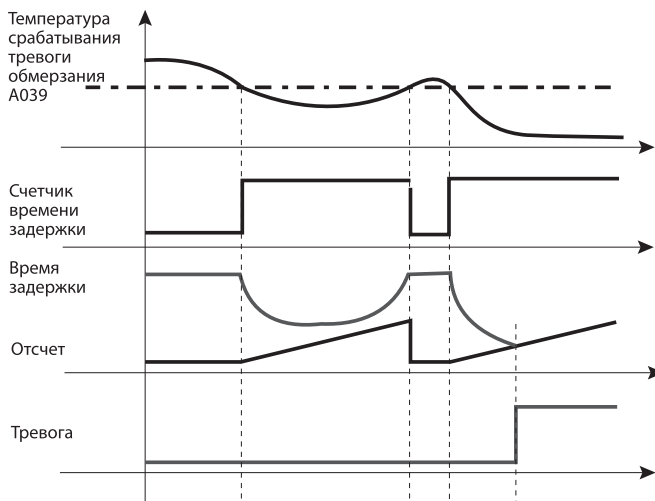 Температура
срабатывания
тревоги
обмерзания
A039
Счетчик
времени
задержки
Время
задержки
Отсчет
Тревога